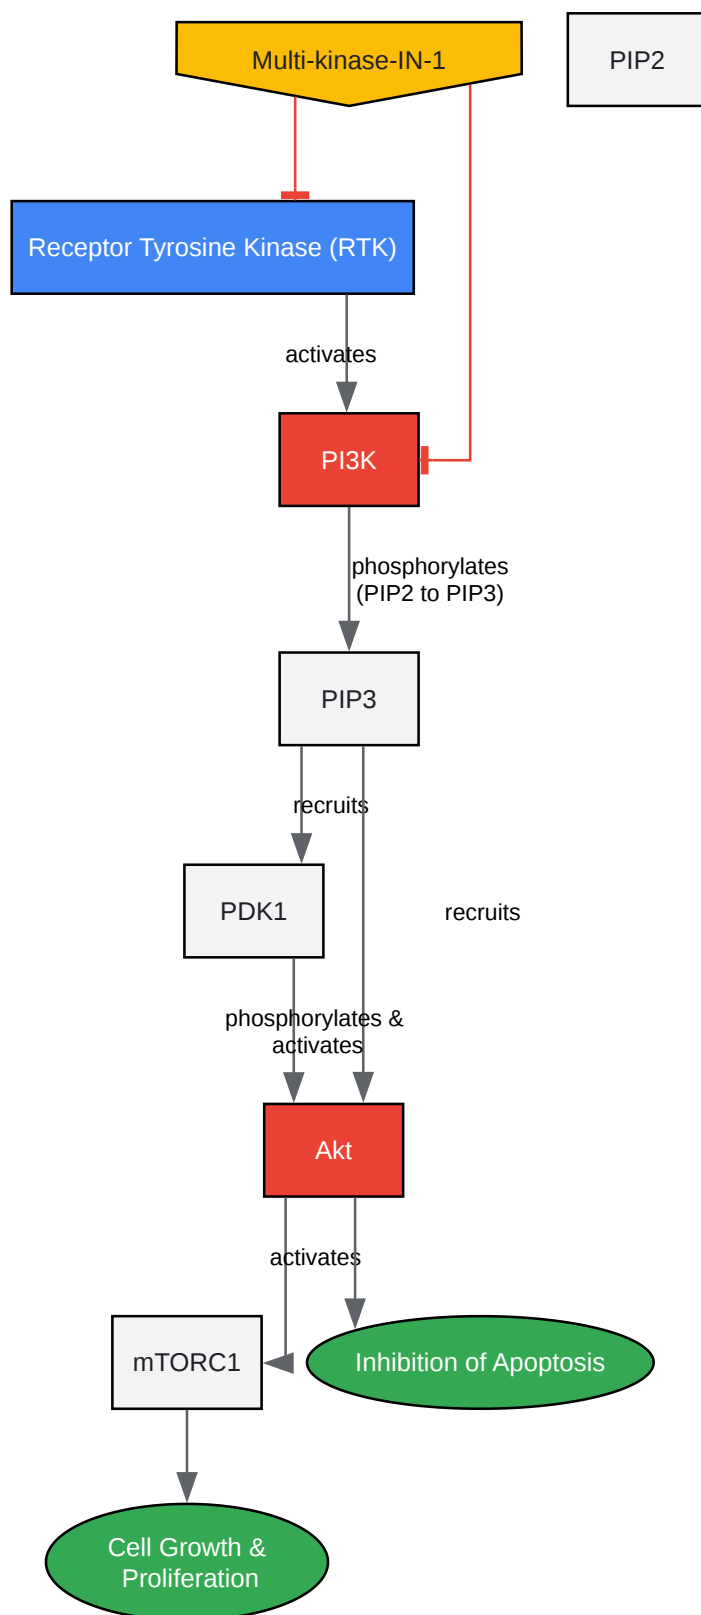 Multi-kinase-IN-1
PIP2
Receptor Tyrosine Kinase (RTK)
activates
PI3K
phosphorylates
(PIP2 to PIP3)
PIP3
recruits
PDK1
recruits
phosphorylates &
activates
Akt
activates
mTORC1
Inhibition of Apoptosis
Cell Growth &
Proliferation